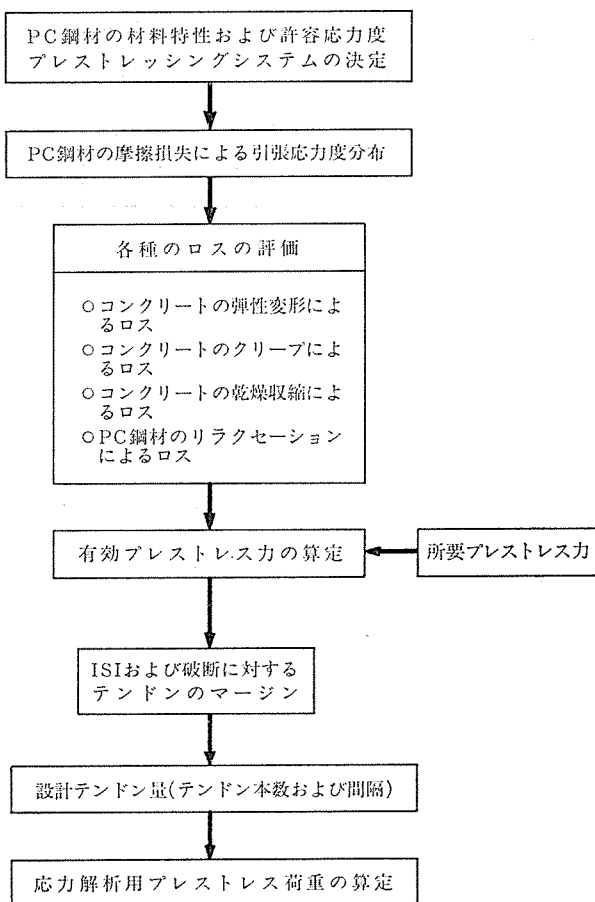 PC鋼材の材料特性および許容応力度
プレストレッシングシステムの決定
PC鋼材の摩擦損失による引張応力度分布
各種のロスの評価
○コンクリートの弾性変形によ
るロス
○コンクリートのクリープによ
るロス
○コンクリートの乾燥収縮によ
るロス
○PC鋼材のリラクセーション
によるロス
有効プレストレス力の算定
所要プレストレス力
ISIおよび破断に対する
テンドンのマージン
設計テンドン量(テンドン本数および間隔)
応力解析用プレストレス荷重の算定